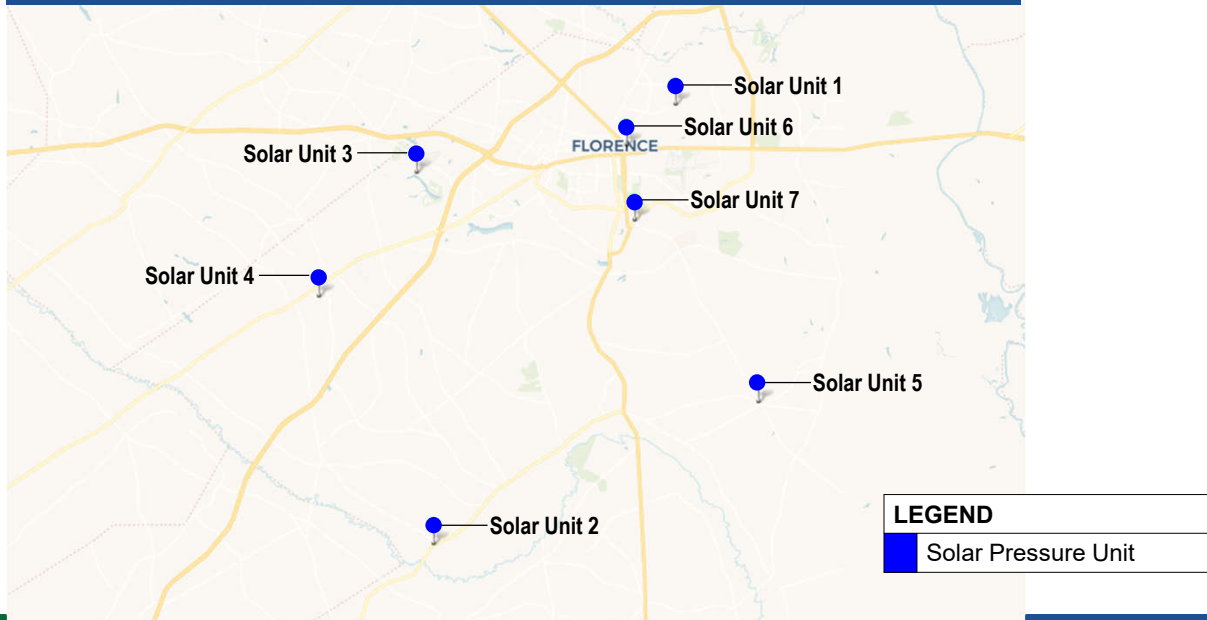 Solar Unit 1
Solar Unit 6
FLORENCE
Solar Unit 3
Solar Unit 7
Solar Unit 4
Solar Unit 5
LEGEND
Solar Pressure Unit
Solar Unit 2